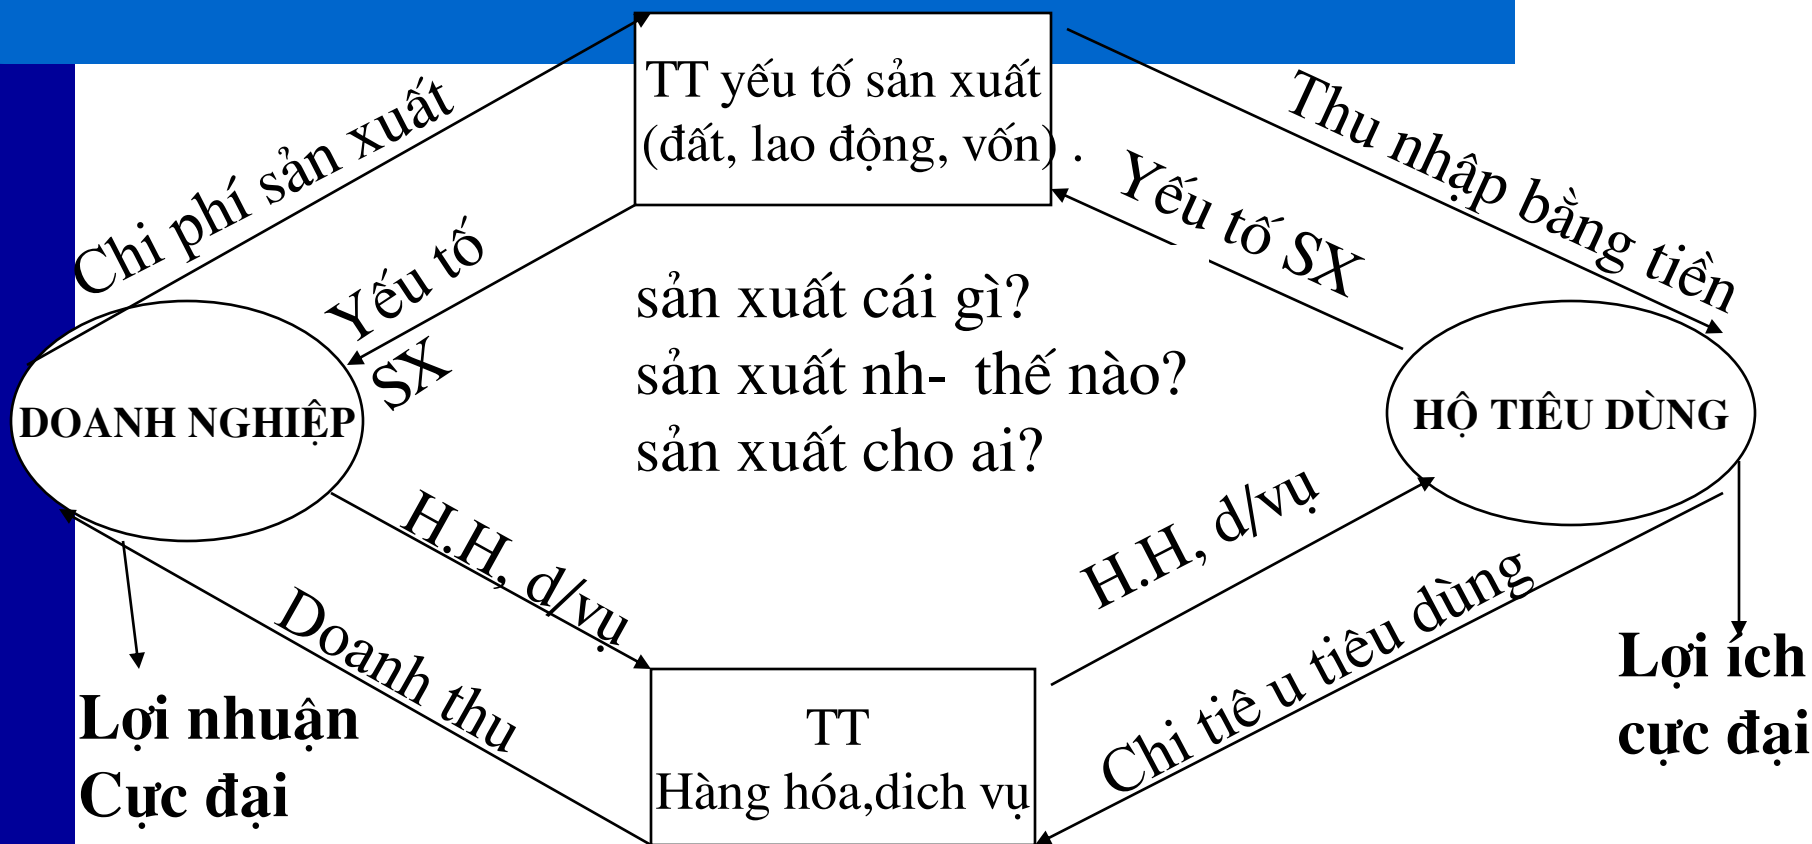 TT yếu tố sản xuất
(đất, lao động, vốn) .
Chi phí sản xuất
Thu nhập bằng tiền
Yếu tố
SX
Yếu tố SX
sản xuất cái gì?
sản xuất nh- thế nào?
sản xuất cho ai?
DOANH NGHIỆP
HỘ TIÊU DÙNG
H.H, d/vụ
H.H, d/vụ
Doanh thu
Chi tiê u tiêu dùng
Lợi nhuận
Cực đại
TT
Hàng hóa,dich vụ
Lợi ích
cực đại